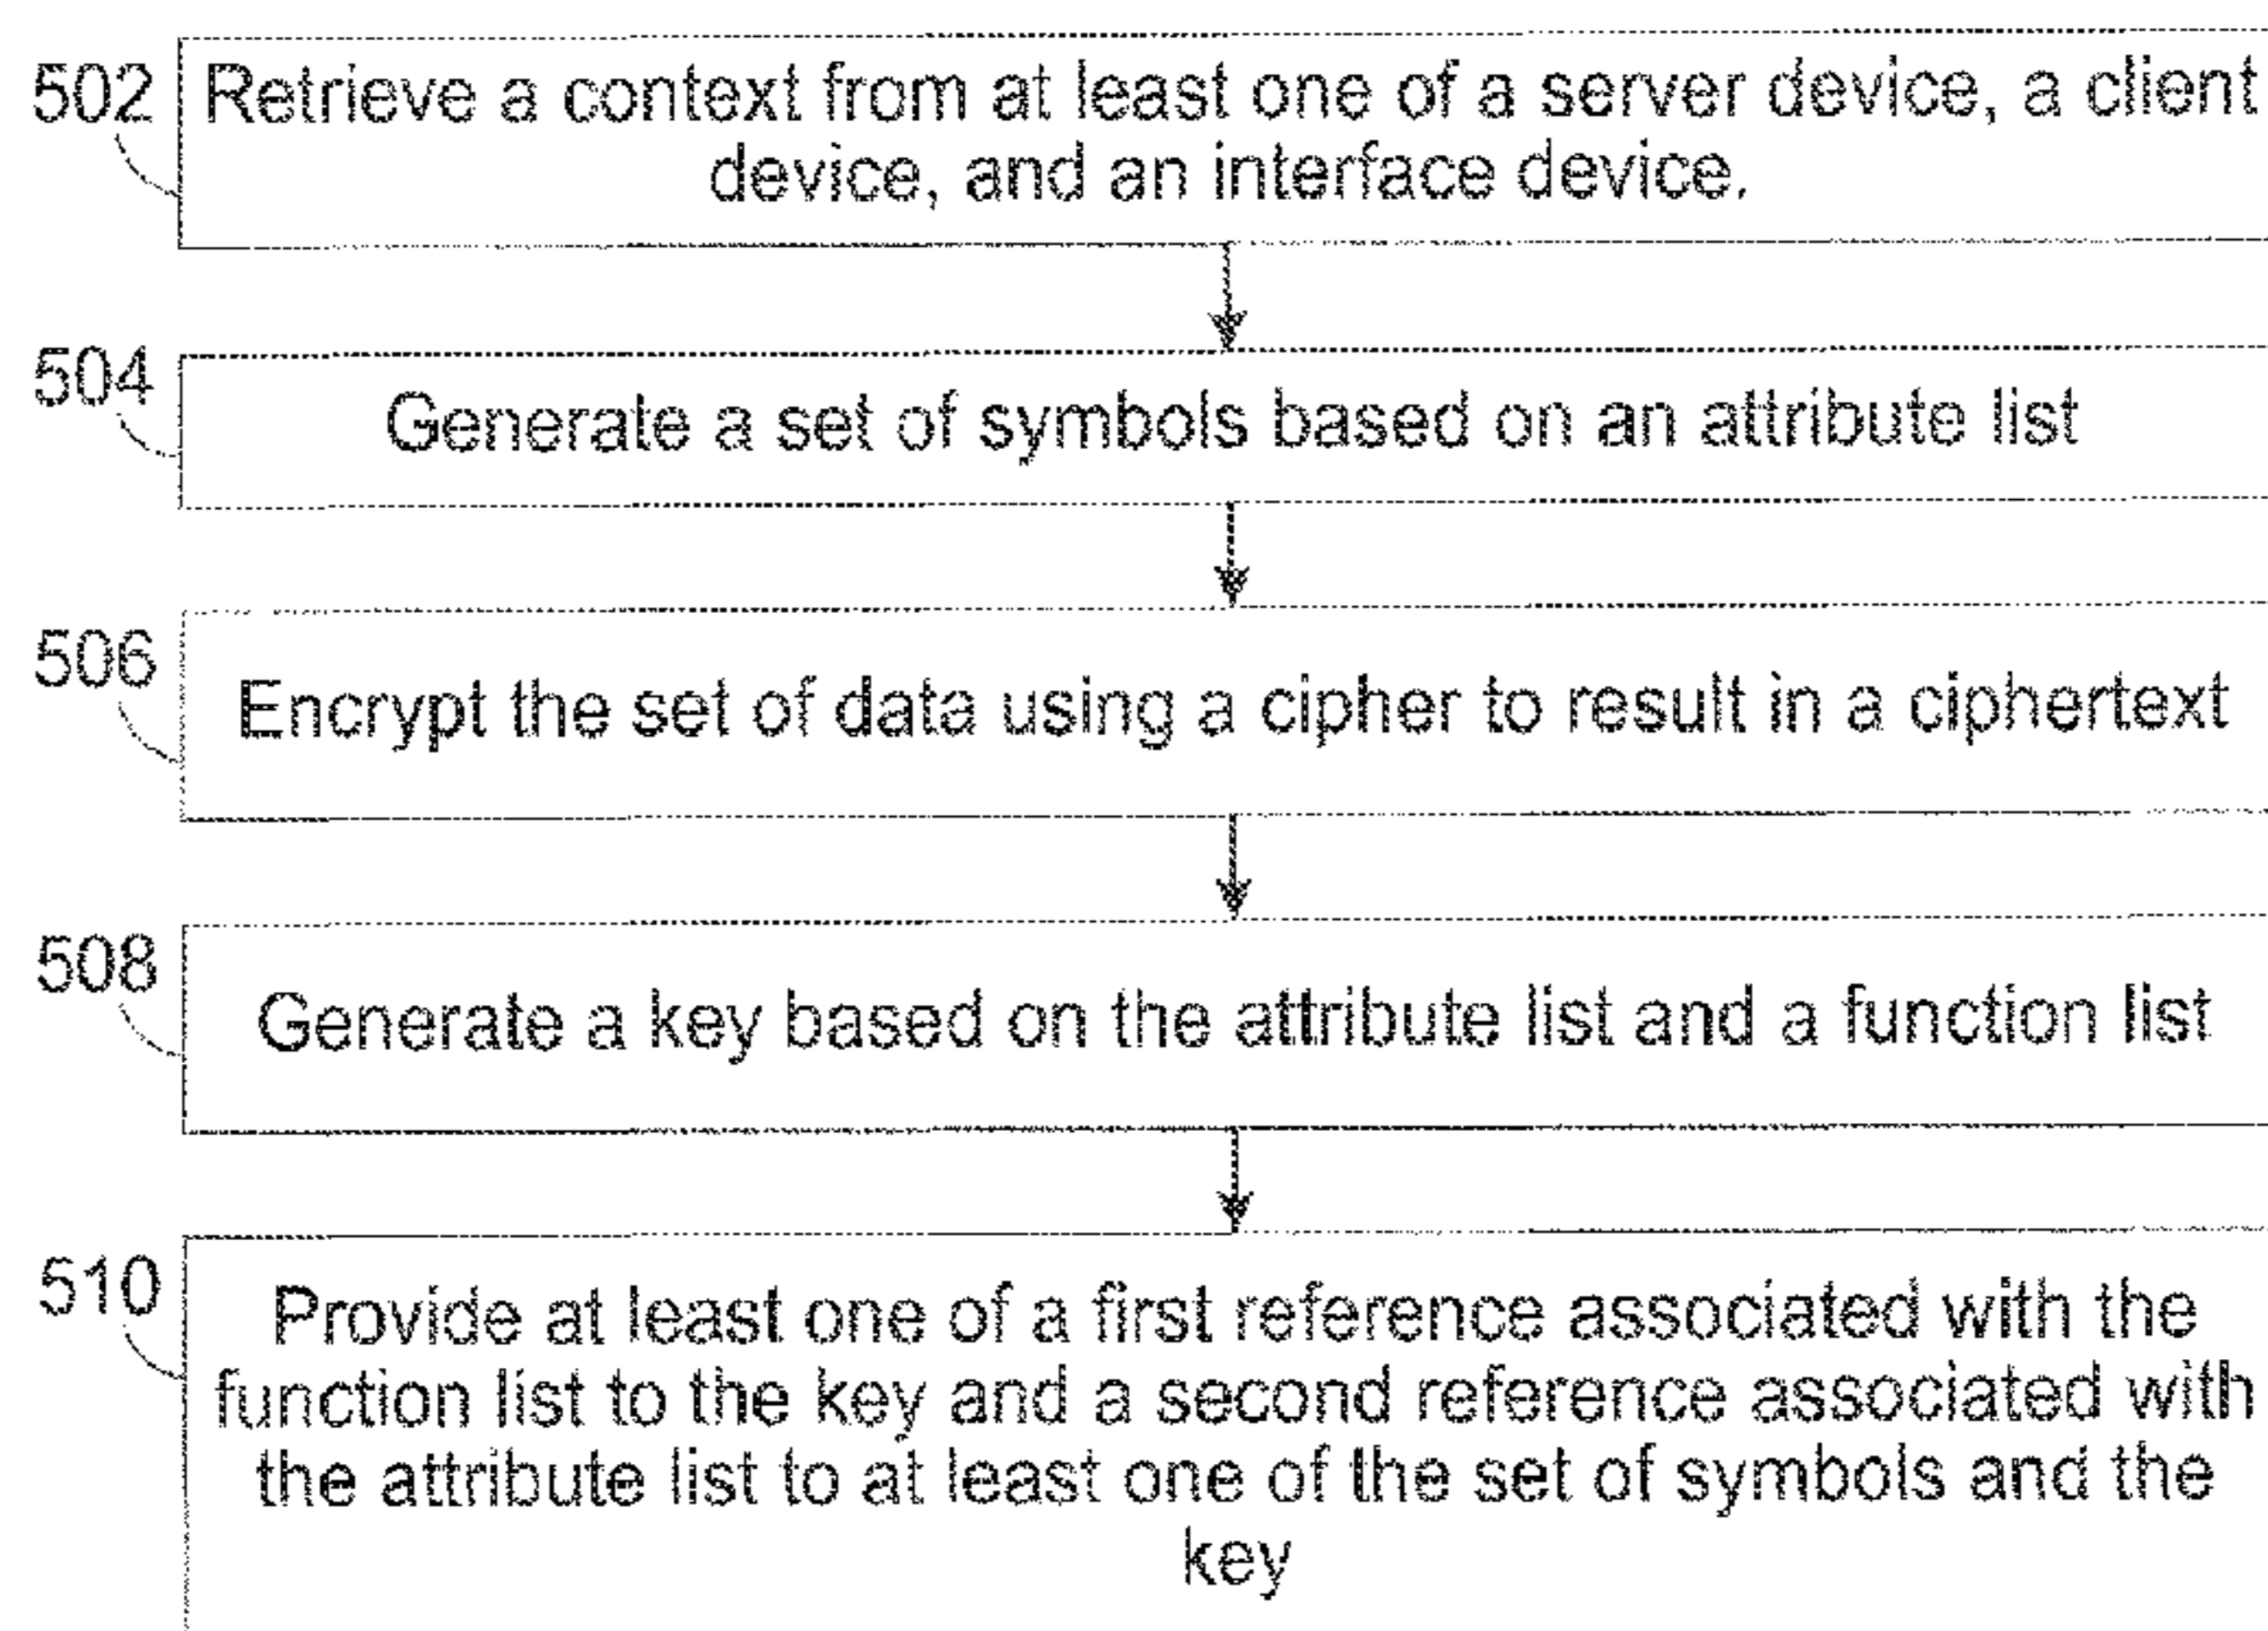 502
Retrieve a context from at least one of a server device, a client
device, and an interface device.
504
Generate a set of symbols based on an attribute list
506
Encrypt the set of data using a cipher to result in a ciphertext
508
Generate a key based on the attribute list and a function list
510
Provide at least one of a first reference associated with the
function list to the key and a second reference associated with
the attribute list to at least one of the set of symbols and the
key